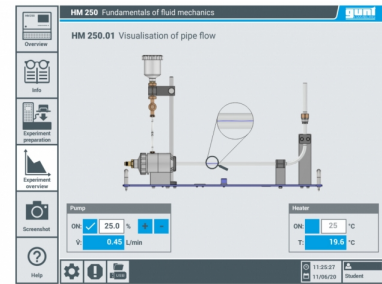 HM 250 Fundamentals of fluid mechanics
gunt
HM 250.01 Visualisation of pipe flow
Overview
Info
Experiment
preparation
Experiment
overview
Screenshot
Help
Pump
ON: 25.0 % + -
V̇: 0.45 L/min
Heater
ON: 25 °C
T: 19.6 °C
USB
11:25:27
11/06/20 Student